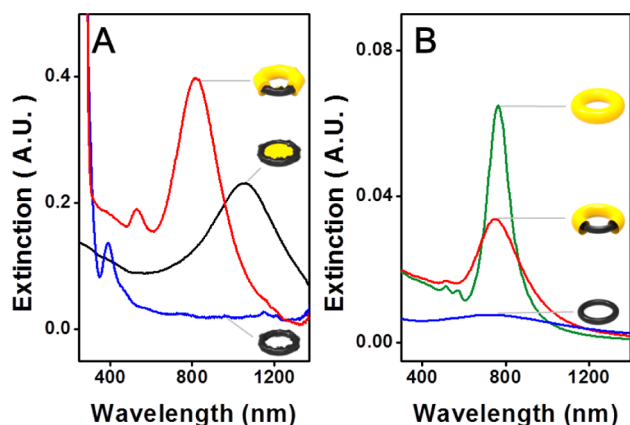 A
Extinction ( A.U. )
0.4
0.2
0.0
400
800
1200
Wavelength (nm)
B
Extinction ( A.U. )
0.08
0.04
0.00
400
800
1200
Wavelength (nm)